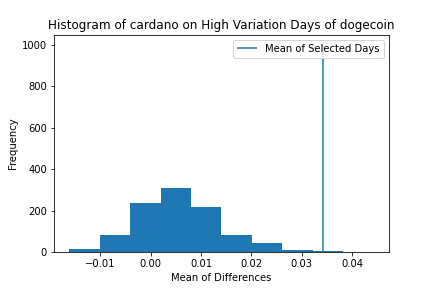 Histogram of cardano on High Variation Days of dogecoin
1000
Mean of Selected Days
800
600
400
200
0
Frequency
−0.01 0.00 0.01 0.02 0.03 0.04
Mean of Differences